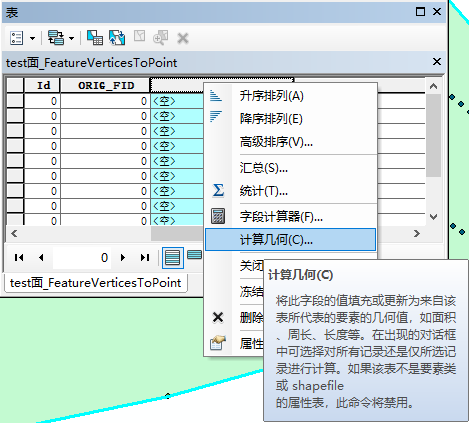 表
test面_FeatureVerticesToPoint
Id ORIG_FID
0 0 <空>
0 0 <空>
0 0 <空>
0 0 <空>
0 0 <空>
0 0 <空>
0 0 <空>
0 0 <空>
0 0 <空>
升序排列(A)
降序排列(E)
高级排序(V)...
汇总(S)...
统计(T)...
字段计算器(F)...
计算几何(C)...
关闭
冻结
删除
属性
0
test面_FeatureVerticesToPoint
计算几何(C)
将此字段的值填充或更新为来自该
表所代表的要素的几何值，如面积
、周长、长度等。在出现的对话框
中可选择对所有记录还是仅所选记
录进行计算。如果该表不是要素类
或 shapefile
的属性表，此命令将禁用。